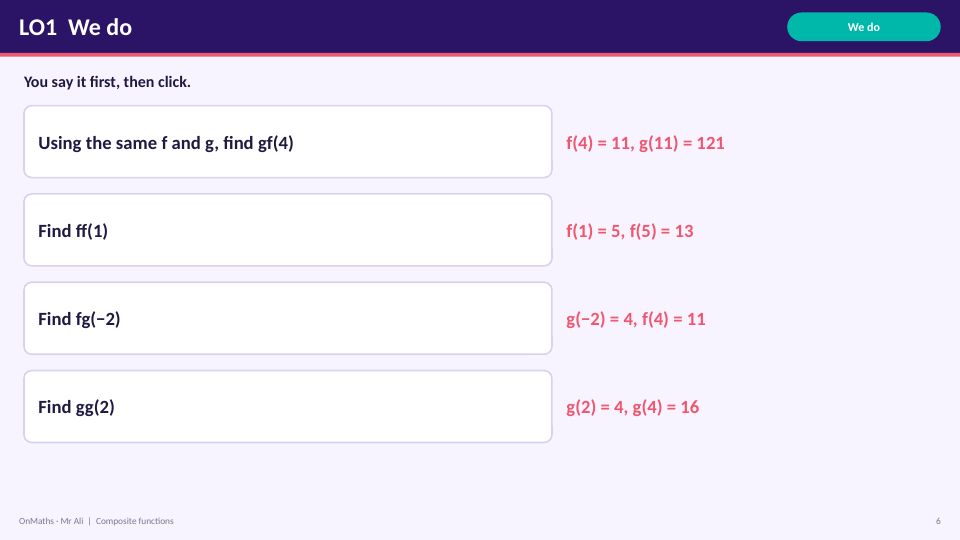 LO1  We do
We do
You say it first, then click.
Using the same f and g, find gf(4)
f(4) = 11, g(11) = 121
Find ff(1)
f(1) = 5, f(5) = 13
Find fg(−2)
g(−2) = 4, f(4) = 11
Find gg(2)
g(2) = 4, g(4) = 16
OnMaths - Mr Ali | Composite functions
6